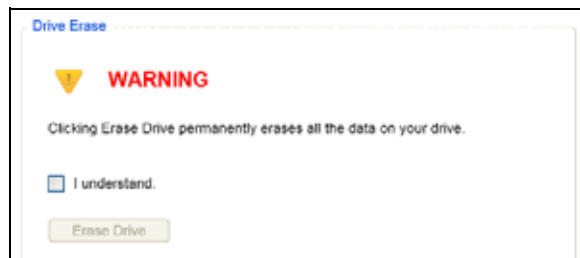 Drive Erase
WARNING
Clicking Erase Drive permanently erases all the data on your drive.
I understand.
Erase Drive